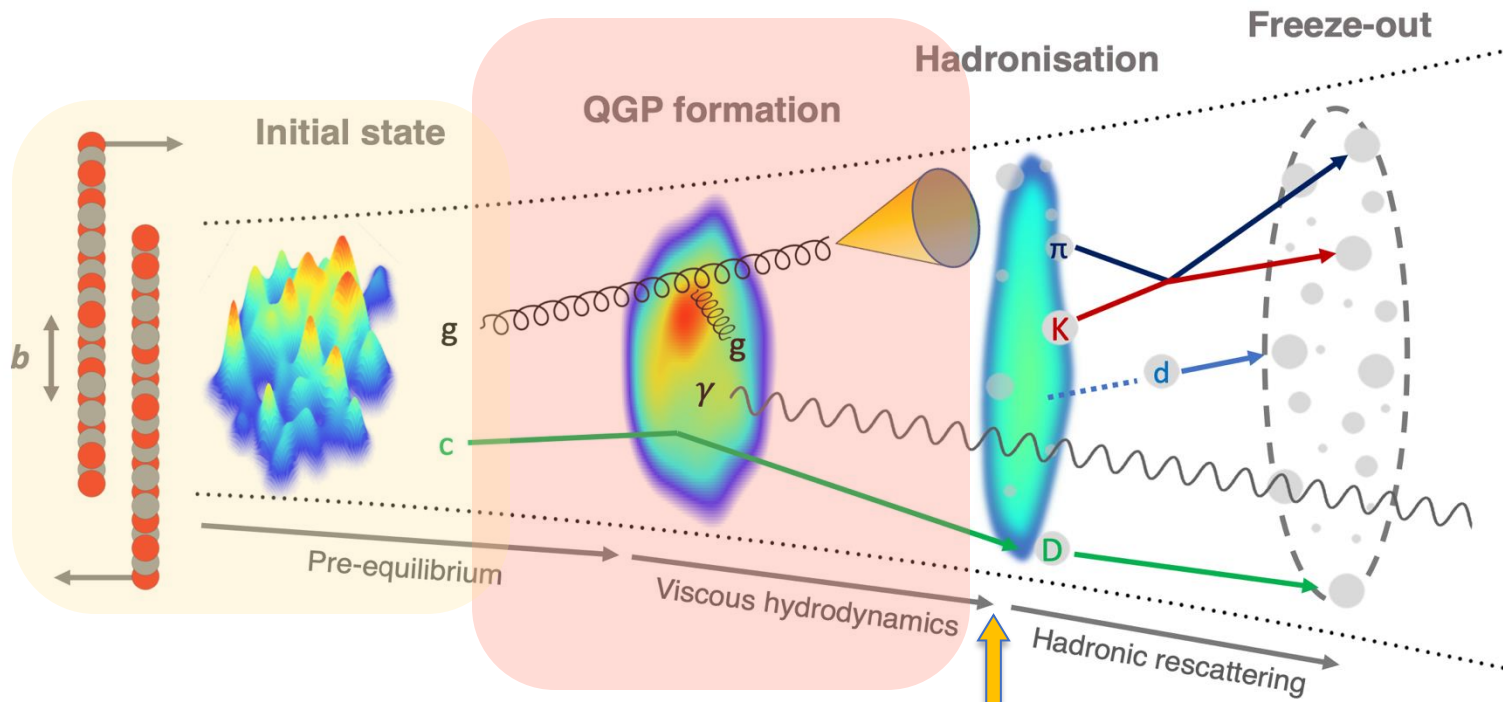 Freeze-out
Hadronisation
QGP formation
Initial state
b
g
g
γ
c
π
K
d
D
Pre-equilibrium
Viscous hydrodynamics
Hadronic rescattering